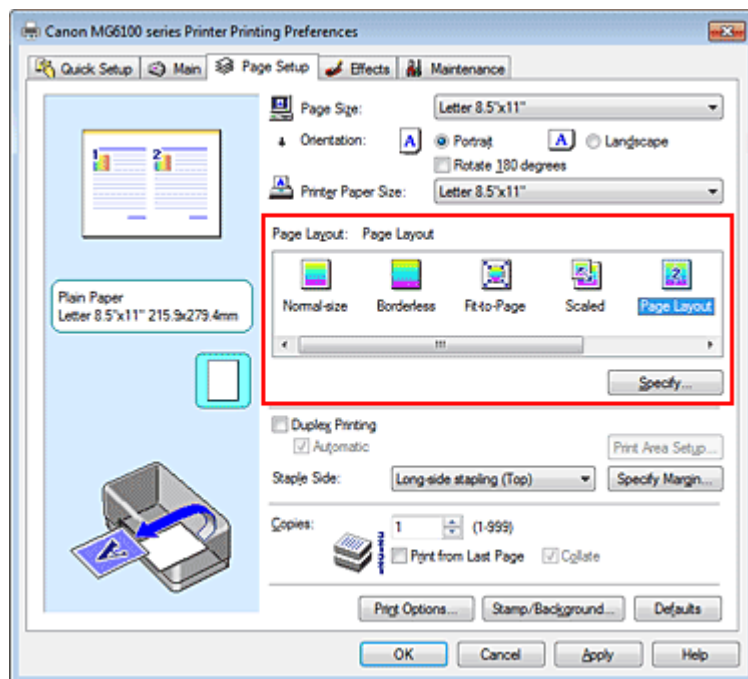 Canon MG6100 series Printer Printing Preferences
Quick Setup Main Page Setup Effects Maintenance
Page Size: Letter 8.5"x11"
Orientation: A Portrait A Landscape
Rotate 180 degrees
Printer Paper Size: Letter 8.5"x11"
1 2
Page Layout: Page Layout
Normal-size Borderless Fit-to-Page Scaled Page Layout
Plain Paper
Letter 8.5"x11" 215.9x279.4mm
Specify...
Duplex Printing
Automatic Print Area Setup...
Staple Side: Long-side stapling (Top) Specify Margin...
Copies: 1 (1-999)
Print from Last Page Collate
Print Options... Stamp/Background... Defaults
OK Cancel Apply Help